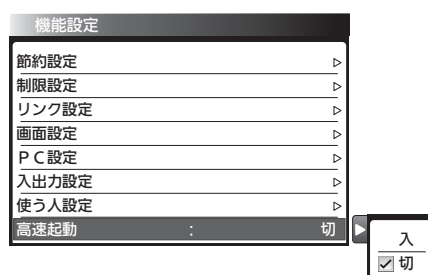 機能設定
節約設定
制限設定
リンク設定
画面設定
ＰＣ設定
入出力設定
使う人設定
高速起動 : 切
入
切